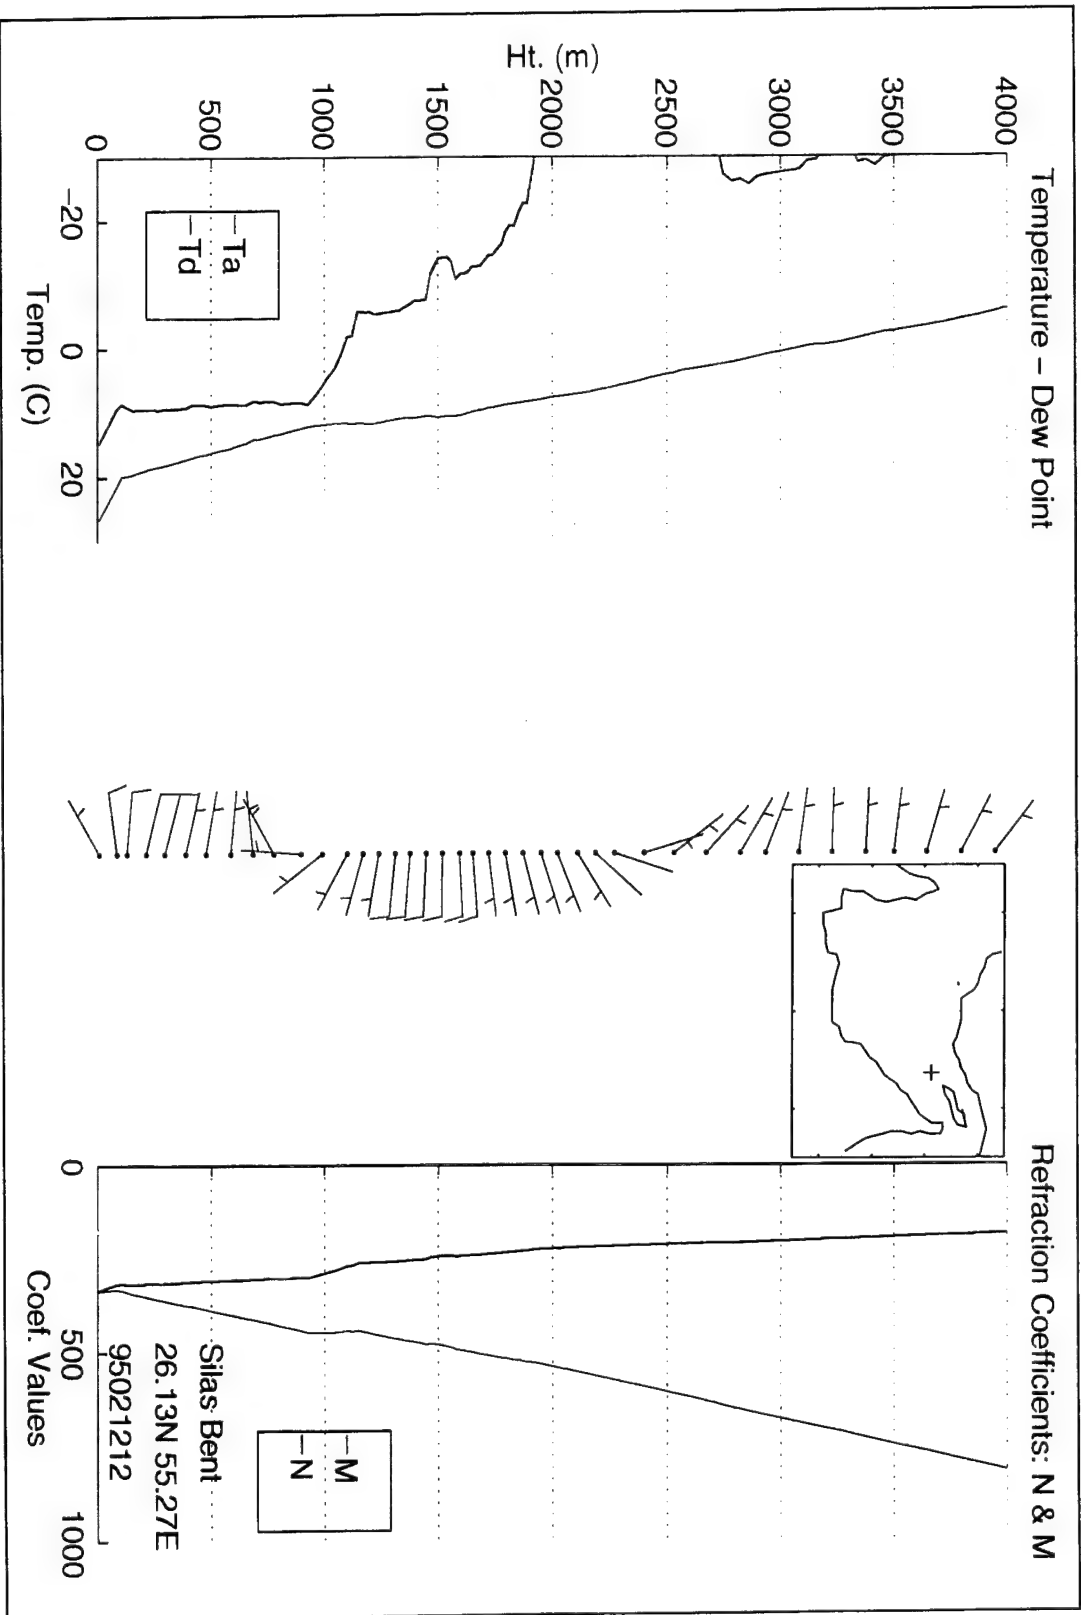 Temperature – Dew Point
Ht. (m)
4000
3500
3000
2500
2000
1500
1000
500
0
–20
0
20
Temp. (C)
Ta
Td
Refraction Coefficients: N & M
M
N
Silas Bent
26.13N 55.27E
95021212
0
500
1000
Coef. Values